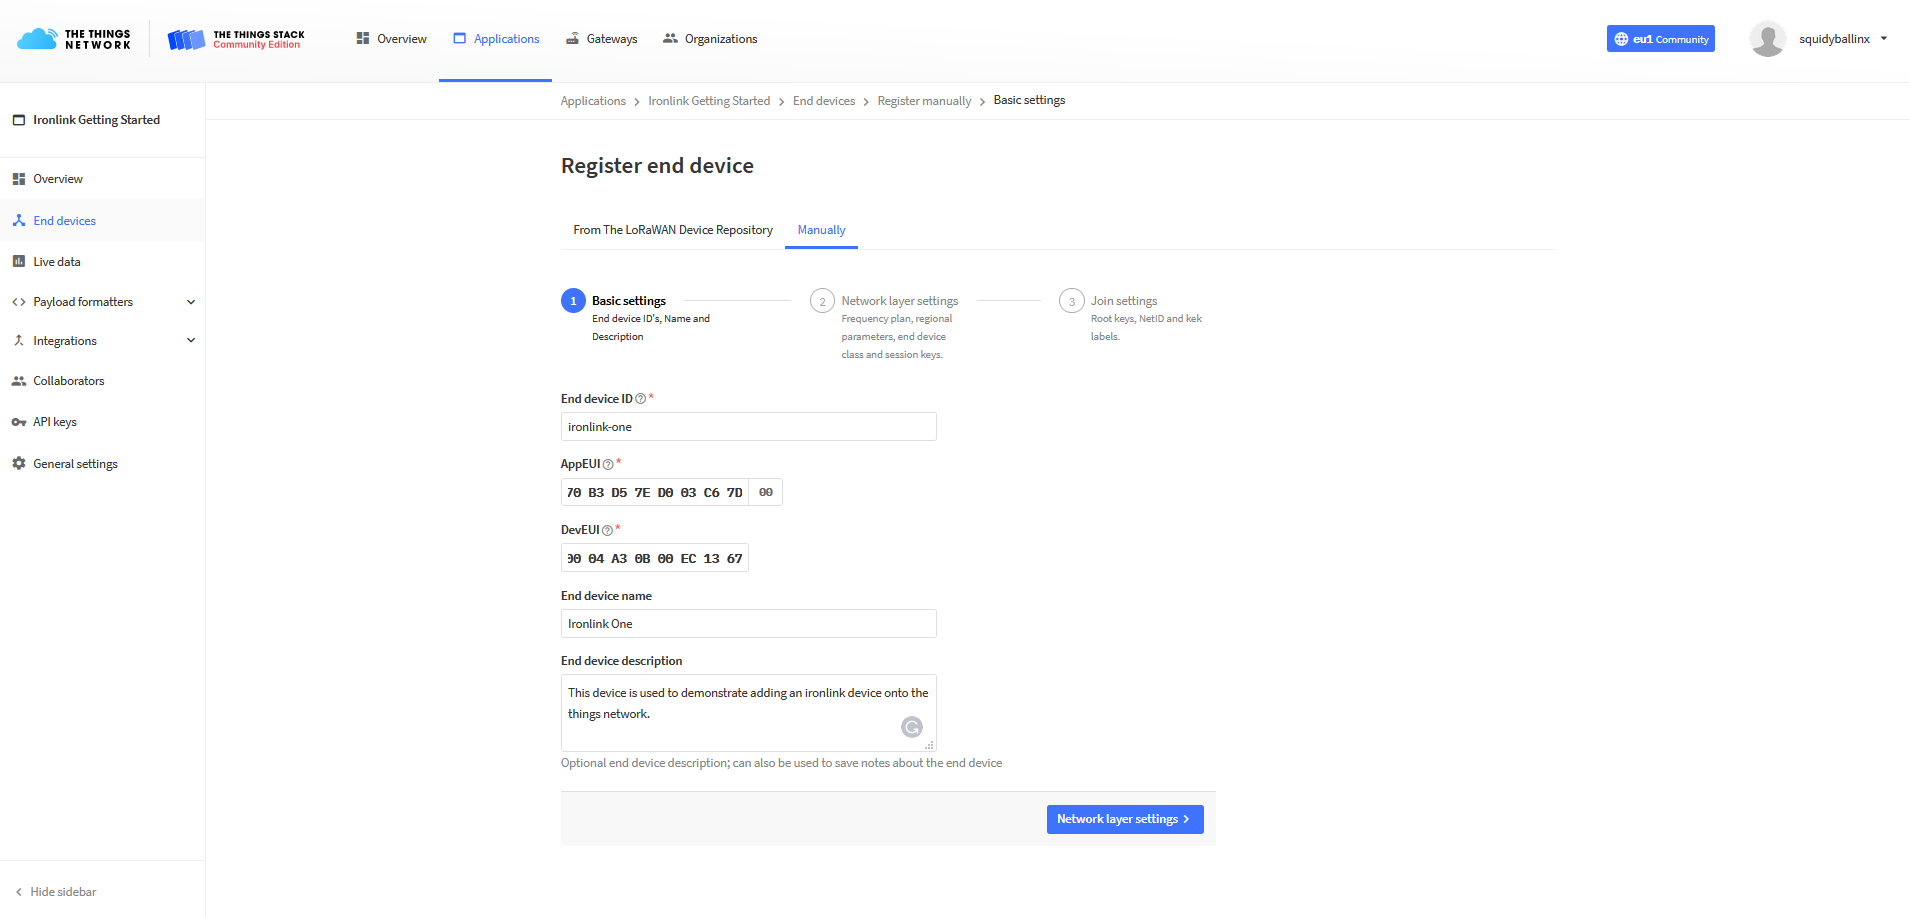 THE THINGS
NETWORK
THE THINGS STACK
Community Edition
Overview
Applications
Gateways
Organizations
eu1 Community
squidyballinx
Applications > Ironlink Getting Started > End devices > Register manually > Basic settings
Ironlink Getting Started
Overview
End devices
Live data
Payload formatters
Integrations
Collaborators
API keys
General settings
Hide sidebar
Register end device
From The LoRaWAN Device Repository
Manually
1 Basic settings
End device ID's, Name and
Description
2 Network layer settings
Frequency plan, regional
parameters, end device
class and session keys.
3 Join settings
Root keys, NetID and kek
labels.
End device ID *
ironlink-one
AppEUI *
70 B3 D5 7E D0 03 C6 7D 00
DevEUI *
00 04 A3 0B 00 EC 13 67
End device name
Ironlink One
End device description
This device is used to demonstrate adding an ironlink device onto the
things network.
Optional end device description; can also be used to save notes about the end device
Network layer settings >